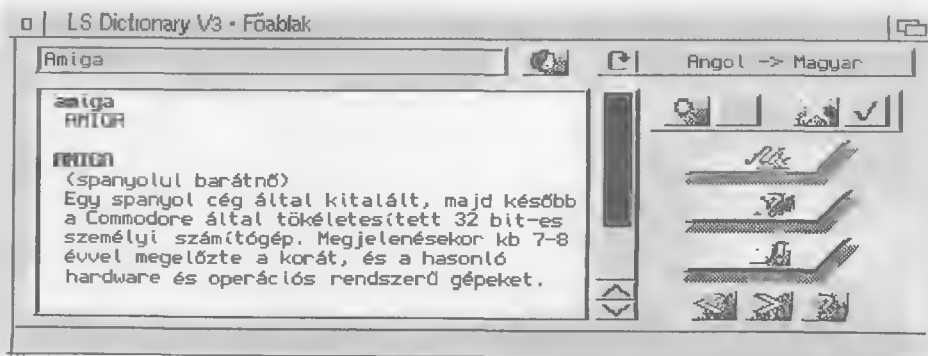 LS Dictionary V3 · Főablak
Amiga
Angol -> Magyar
amiga
AMIGA
AMIGA
(spanyolul barátnő)
Egy spanyol cég által kitalált, majd később
a Commodore által tökéletesített 32 bit-es
személyi számítógép. Megjelenésekor kb 7-8
évvel megelőzte a korát, és a hasonló
hardware és operációs rendszerű gépeket.